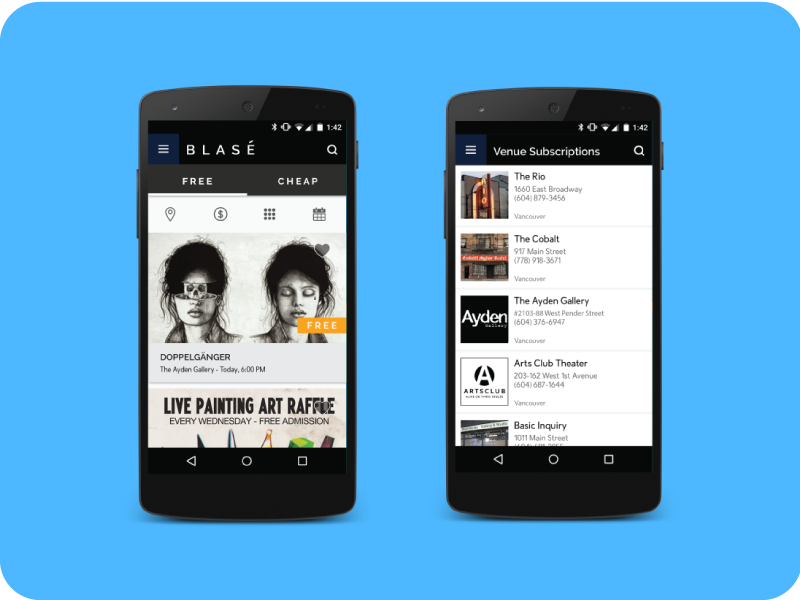 1:42
BLASÉ
FREE CHEAP
FREE
DOPPELGÄNGER
The Ayden Gallery - Today, 6:00 PM
LIVE PAINTING ART RAFFLE
EVERY WEDNESDAY - FREE ADMISSION
1:42
Venue Subscriptions
The Rio
1660 East Broadway
(604) 879-3456
Vancouver
The Cobalt
917 Main Street
(778) 918-3671
Vancouver
Ayden
Gallery
The Ayden Gallery
#2103-88 West Pender Street
(604) 376-6947
Vancouver
ARTSCLUB
Arts Club Theater
203-162 West 1st Avenue
(604) 687-1644
Vancouver
Basic Inquiry
1011 Main Street